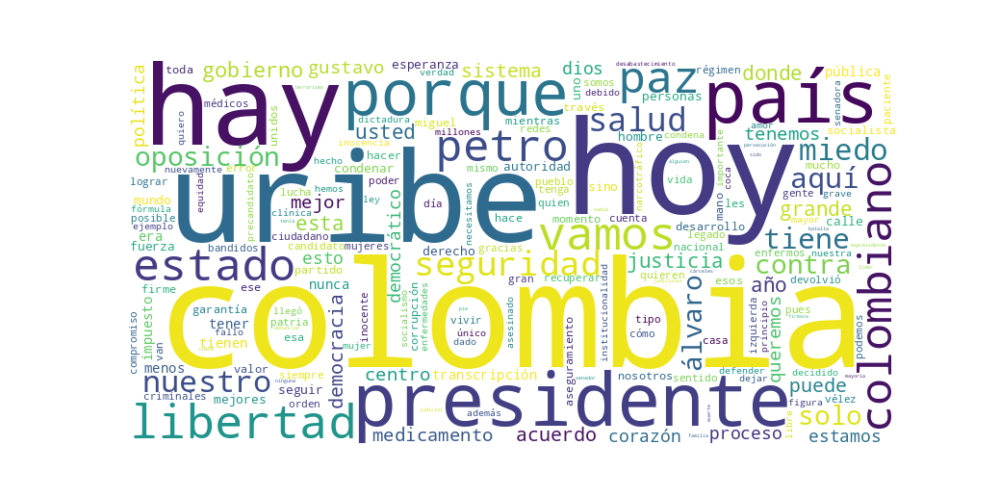 desabastecimiento
toda gobierno gustavo esperanza sistema dios donde régimen pública
verdad somos personas
política médicos hay porque uno paz país senadora paciente
quiero unidos dictadura debido través
miguel millones mientras salud amor socialista
inocencia usted redes hombre condena tenemos
oposición error condenar hacer petro autoridad hoy miedo
nuevamente hecho mismo narcotráfico importante persecución mucho
lograr equidad uribe poder pueblo sino alguien coca aquí
mundo precandidato lucha hemos ley tenga vida gente grave
fórmula clínica día necesitamos quien mano les mayor grande
posible esta democrático hace momento cuenta desarrollo calle
ejemplo mejor tenía vamos legado batalla
era ciudadano candidato mujeres derecho gracias nacional enfermos nuestra tiene
fuerza bandidos esto seguridad justicia contra colombiano
estado partido nunca gran recuperar quieren esos devolvió
firme ese colombia álvaro año cárceles
compromiso impuesto garantía llegó socialismo corrupción enfermedades vivir asesinado tipo institucionalidad queremos izquierda principio pues
tener patria inocente único cómo casa podemos
fallo esa mujer dado aseguramiento
van tienen democracia
menos valor siempre centro transcripción nosotros sentido defender decidido mayoría
nuestro seguir presidente dejar puede
criminales mejores orden figura vélez solo
libertad además libre
medicamento acuerdo corazón familia proceso estamos